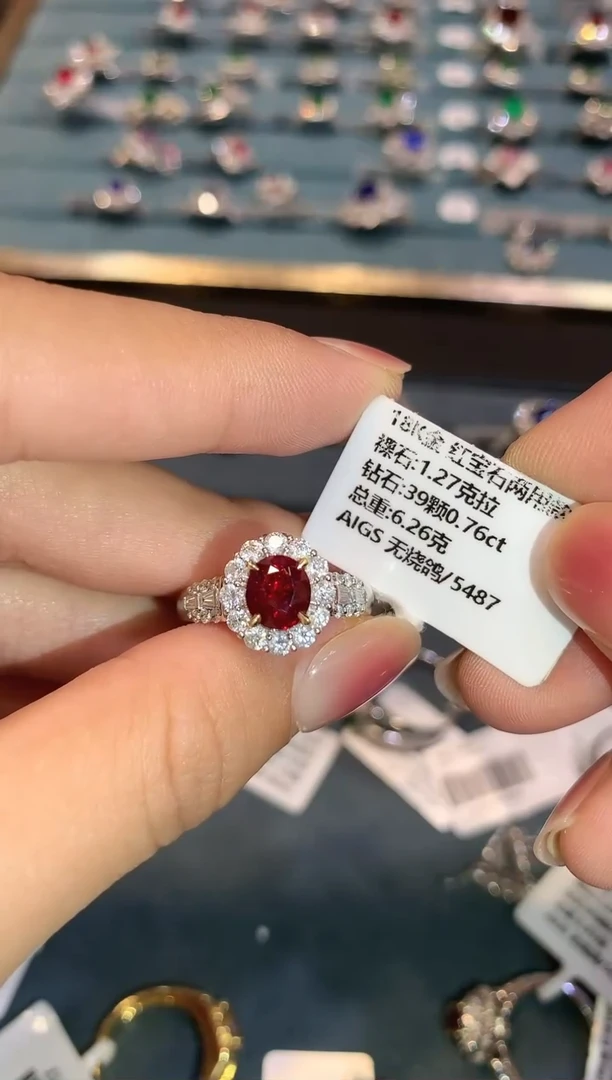 18K金 红宝石两用款
裸石:1.27克拉
钻石:39颗0.76ct
总重:6.26克
AIGS 无烧鸽/5487